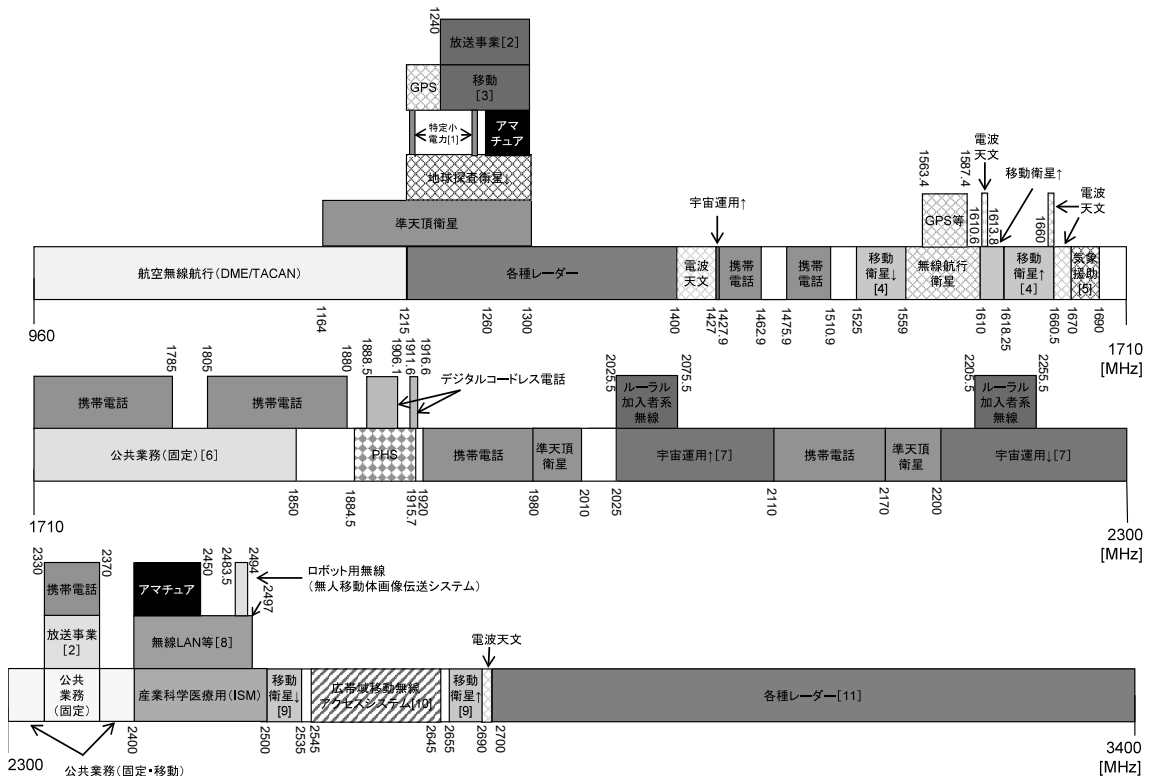 1240
放送事業[2]
GPS
移動
[3]
特定小
電力[1]
アマ
チュア
地球探査衛星↓
準天頂衛星
航空無線航行(DME/TACAN)
各種レーダー
電波
天文
宇宙運用↑
携帯
電話
携帯
電話
移動
衛星↓
[4]
1563.4
1587.4
GPS等
無線航行
衛星
電波
天文
1610.6
1613.8
移動衛星↑
移動
衛星↑
[4]
1660
電波
天文
気象
援助
[5]
960
1164
1215
1260
1300
1400
1427
1427.9
1462.9
1475.9
1510.9
1525
1559
1610
1618.25
1660.5
1670
1690
1710
[MHz]
1785
1805
1880
1888.5
1906.1
1911.6
1916.6
デジタルコードレス電話
2025.5
2075.5
2205.5
2255.5
携帯電話
携帯電話
ルーラル
加入者系
無線
ルーラル
加入者系
無線
公共業務(固定)[6]
PHS
携帯電話
準天頂
衛星
宇宙運用↑[7]
携帯電話
準天頂
衛星
宇宙運用↓[7]
1710
1850
1884.5
1915.7
1920
1980
2010
2025
2110
2170
2200
2300
[MHz]
2330
2370
2450
2483.5
2494
2497
ロボット用無線
(無人移動体画像伝送システム)
携帯電話
アマチュア
放送事業
[2]
無線LAN等[8]
電波天文
公共
業務
(固定)
産業科学医療用(ISM)
移動
衛星↓
[9]
広帯域移動無線
アクセスシステム[10]
移動
衛星↑
[9]
各種レーダー[11]
2300
2400
2500
2535
2545
2645
2655
2690
2700
3400
[MHz]
公共業務(固定・移動)